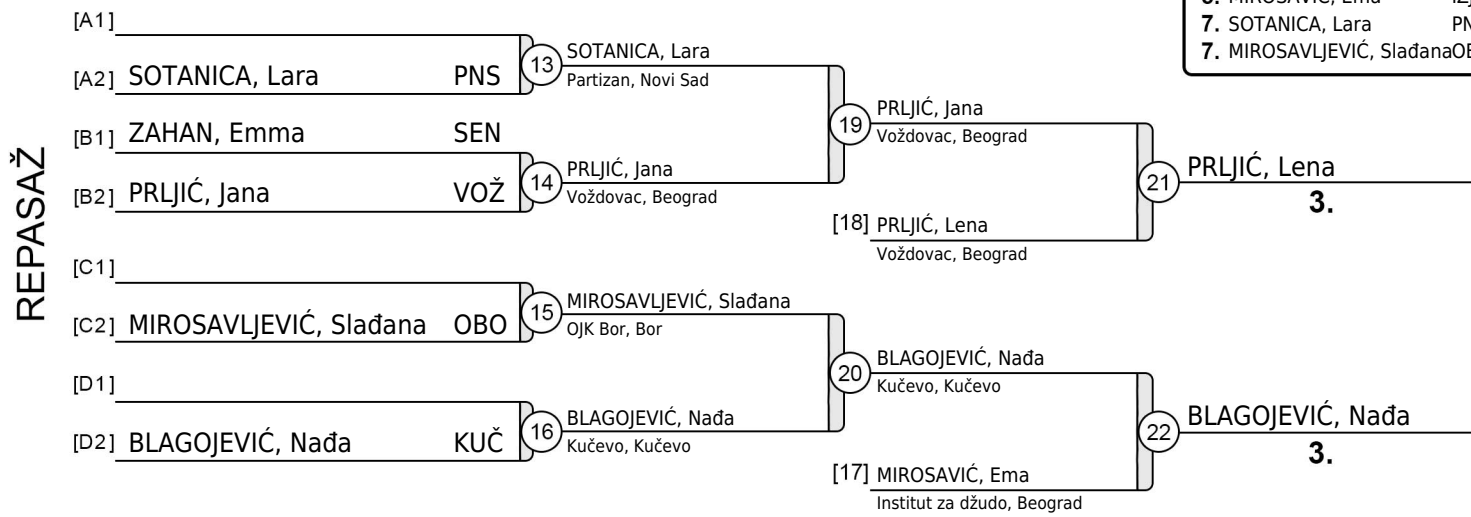 REPASAŽ
[A1]
[A2] SOTANICA, Lara PNS
[B1] ZAHAN, Emma SEN
[B2] PRLJIĆ, Jana VOŽ
[C1]
[C2] MIROSAVLJEVIĆ, Slađana OBO
[D1]
[D2] BLAGOJEVIĆ, Nađa KUČ
13 SOTANICA, Lara
Partizan, Novi Sad
14 PRLJIĆ, Jana
Voždovac, Beograd
15 MIROSAVLJEVIĆ, Slađana
OJK Bor, Bor
16 BLAGOJEVIĆ, Nađa
Kučevo, Kučevo
19 PRLJIĆ, Jana
Voždovac, Beograd
[18] PRLJIĆ, Lena
Voždovac, Beograd
20 BLAGOJEVIĆ, Nađa
Kučevo, Kučevo
[17] MIROSAVIĆ, Ema
Institut za džudo, Beograd
21 PRLJIĆ, Lena
3.
22 BLAGOJEVIĆ, Nađa
3.
7. SOTANICA, Lara PN
7. MIROSAVLJEVIĆ, Slađana